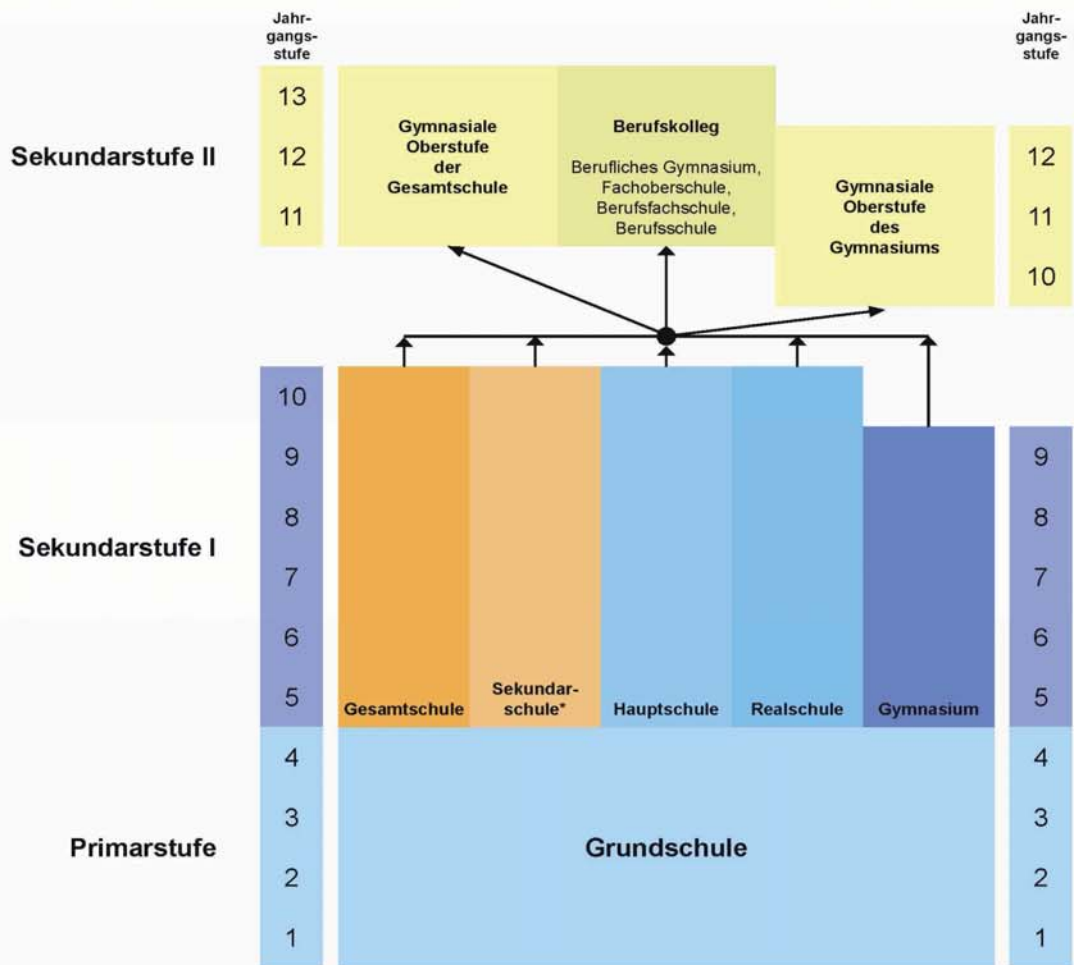 Jahr-
gangs-
stufe
Jahr-
gangs-
stufe
Sekundarstufe II
13
12
11
Gymnasiale
Oberstufe
der
Gesamtschule
Berufskolleg
Berufliches Gymnasium,
Fachoberschule,
Berufsfachschule,
Berufsschule
Gymnasiale
Oberstufe
des
Gymnasiums
12
11
10
Sekundarstufe I
10
9
8
7
6
5
Gesamtschule
Sekundar-
schule*
Hauptschule
Realschule
Gymnasium
9
8
7
6
5
Primarstufe
4
3
2
1
Grundschule
4
3
2
1